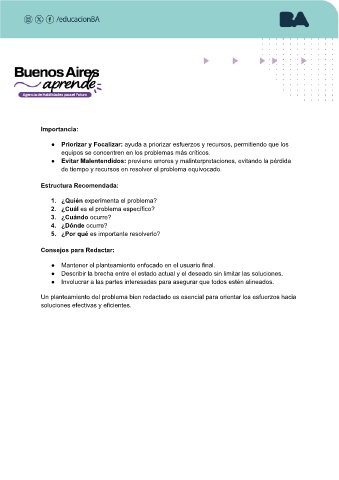 /educacionBA
BA
Buenos Aires
aprende
Agencia de Habilidades para el Futuro
Importancia:
● Priorizar y Focalizar: ayuda a priorizar esfuerzos y recursos, permitiendo que los
equipos se concentren en los problemas más críticos.
● Evitar Malentendidos: previene errores y malinterpretaciones, evitando la pérdida
de tiempo y recursos en resolver el problema equivocado.
Estructura Recomendada:
1. ¿Quién experimenta el problema?
2. ¿Cuál es el problema específico?
3. ¿Cuándo ocurre?
4. ¿Dónde ocurre?
5. ¿Por qué es importante resolverlo?
Consejos para Redactar:
● Mantener el planteamiento enfocado en el usuario final.
● Describir la brecha entre el estado actual y el deseado sin limitar las soluciones.
● Involucrar a las partes interesadas para asegurar que todos estén alineados.
Un planteamiento del problema bien redactado es esencial para orientar los esfuerzos hacia
soluciones efectivas y eficientes.